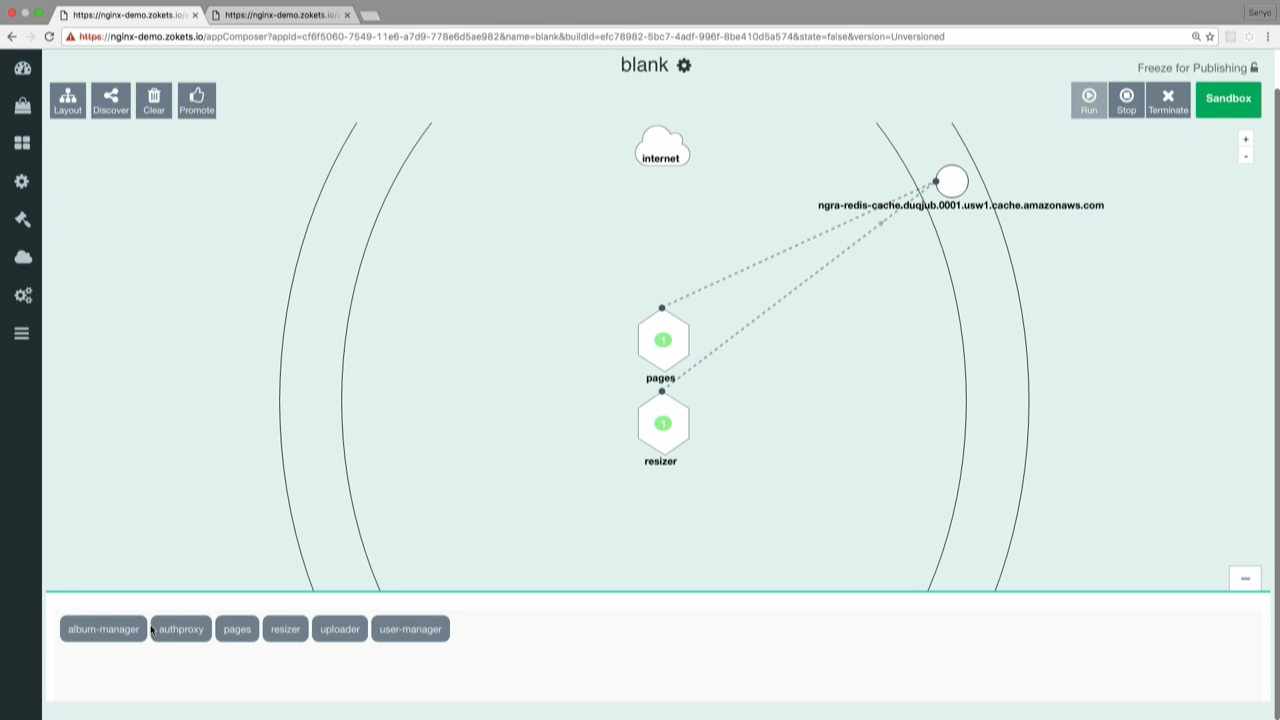 https://nginx-demo.zokets.io/ × https://nginx-demo.zokets.io/ × Senyo
https://nginx-demo.zokets.io/appComposer?appId=cf6f5060-7549-11e6-a7d9-778e6d5ae982&name=blank&buildId=efc78982-5bc7-4adf-996f-8be410d5a574&state=false&version=Unversioned
blank
Freeze for Publishing
Layout Discover Clear Promote
Run Stop Terminate Sandbox
+
-
internet
ngra-redis-cache.duqjub.0001.usw1.cache.amazonaws.com
1
pages
1
resizer
album-manager authproxy pages resizer uploader user-manager